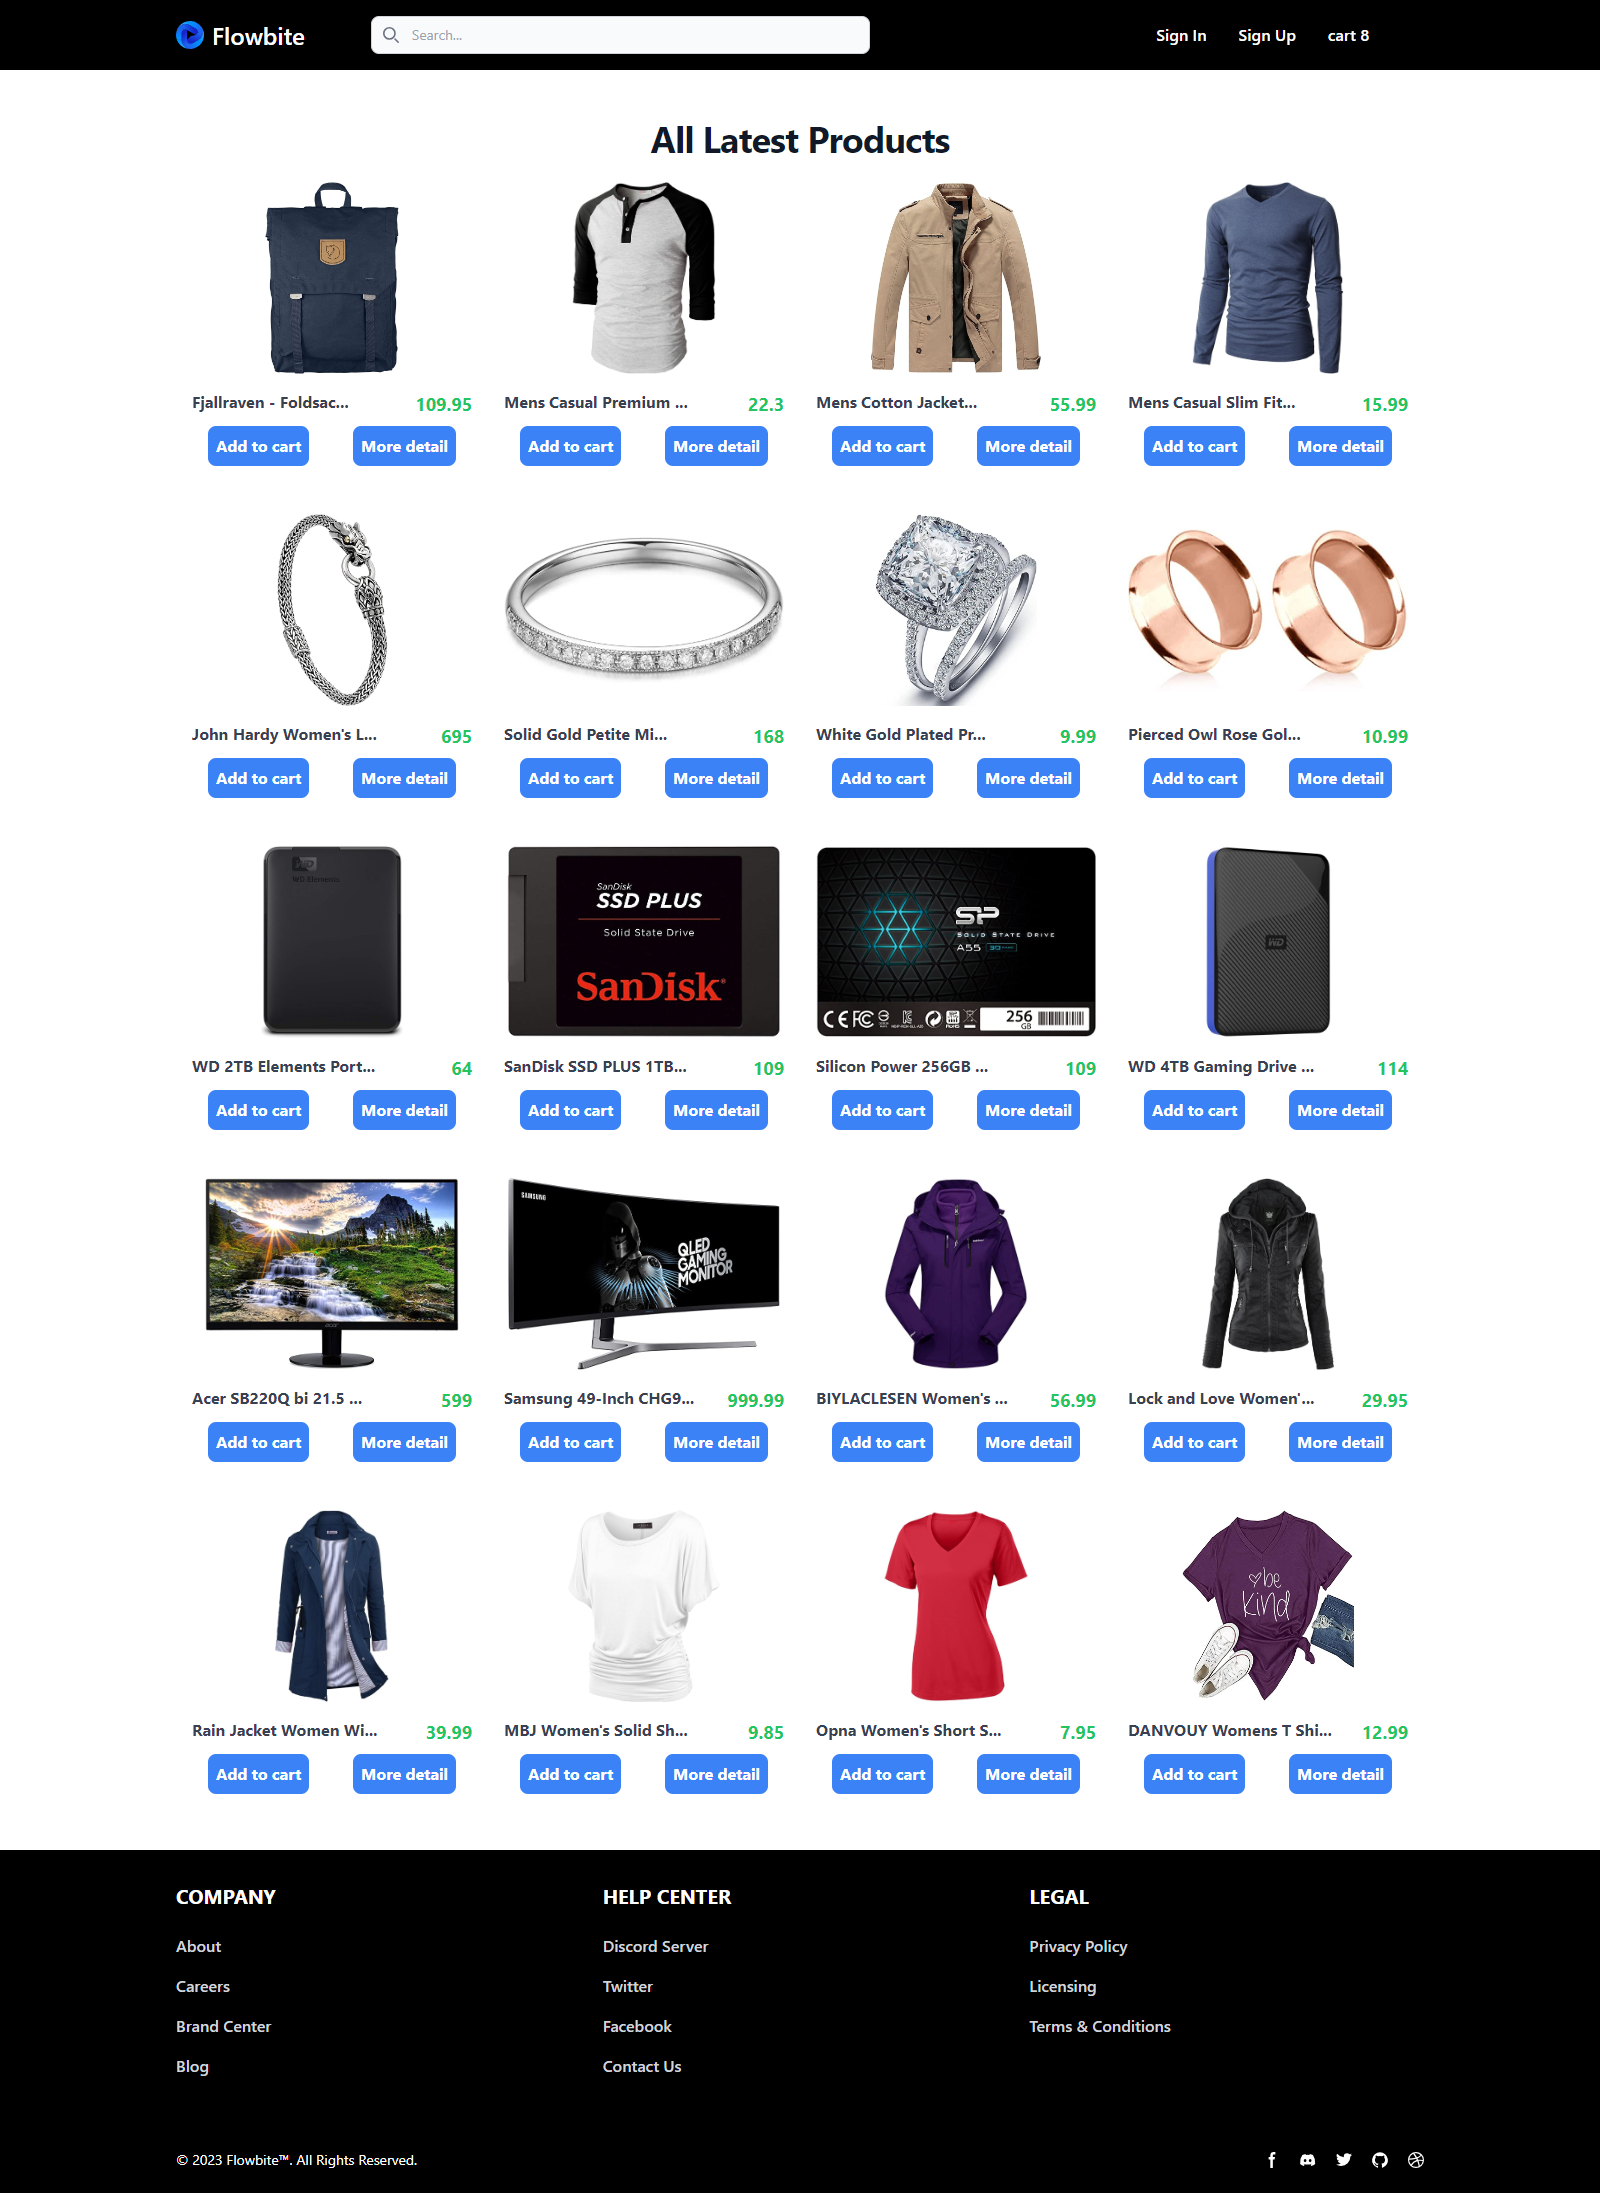 Flowbite
Search...
Sign In
Sign Up
cart 8
All Latest Products
Fjallraven - Foldsac...
109.95
Mens Casual Premium ...
22.3
Mens Cotton Jacket...
55.99
Mens Casual Slim Fit...
15.99
Add to cart
More detail
Add to cart
More detail
Add to cart
More detail
Add to cart
More detail
John Hardy Women's L...
695
Solid Gold Petite Mi...
168
White Gold Plated Pr...
9.99
Pierced Owl Rose Gol...
10.99
Add to cart
More detail
Add to cart
More detail
Add to cart
More detail
Add to cart
More detail
WD
WD Elements
SanDisk
SSD PLUS
Solid State Drive
SanDisk
SP
SOLID STATE DRIVE
A55
256
GB
WD
WD 2TB Elements Port...
64
SanDisk SSD PLUS 1TB...
109
Silicon Power 256GB ...
109
WD 4TB Gaming Drive ...
114
Add to cart
More detail
Add to cart
More detail
Add to cart
More detail
Add to cart
More detail
acer
SAMSUNG
QLED
GAMING
MONITOR
Acer SB220Q bi 21.5 ...
599
Samsung 49-Inch CHG9...
999.99
BIYLACLESEN Women's ...
56.99
Lock and Love Women'...
29.95
Add to cart
More detail
Add to cart
More detail
Add to cart
More detail
Add to cart
More detail
be
kind
Rain Jacket Women Wi...
39.99
MBJ Women's Solid Sh...
9.85
Opna Women's Short S...
7.95
DANVOUY Womens T Shi...
12.99
Add to cart
More detail
Add to cart
More detail
Add to cart
More detail
Add to cart
More detail
COMPANY
About
Careers
Brand Center
Blog
HELP CENTER
Discord Server
Twitter
Facebook
Contact Us
LEGAL
Privacy Policy
Licensing
Terms & Conditions
© 2023 Flowbite™. All Rights Reserved.